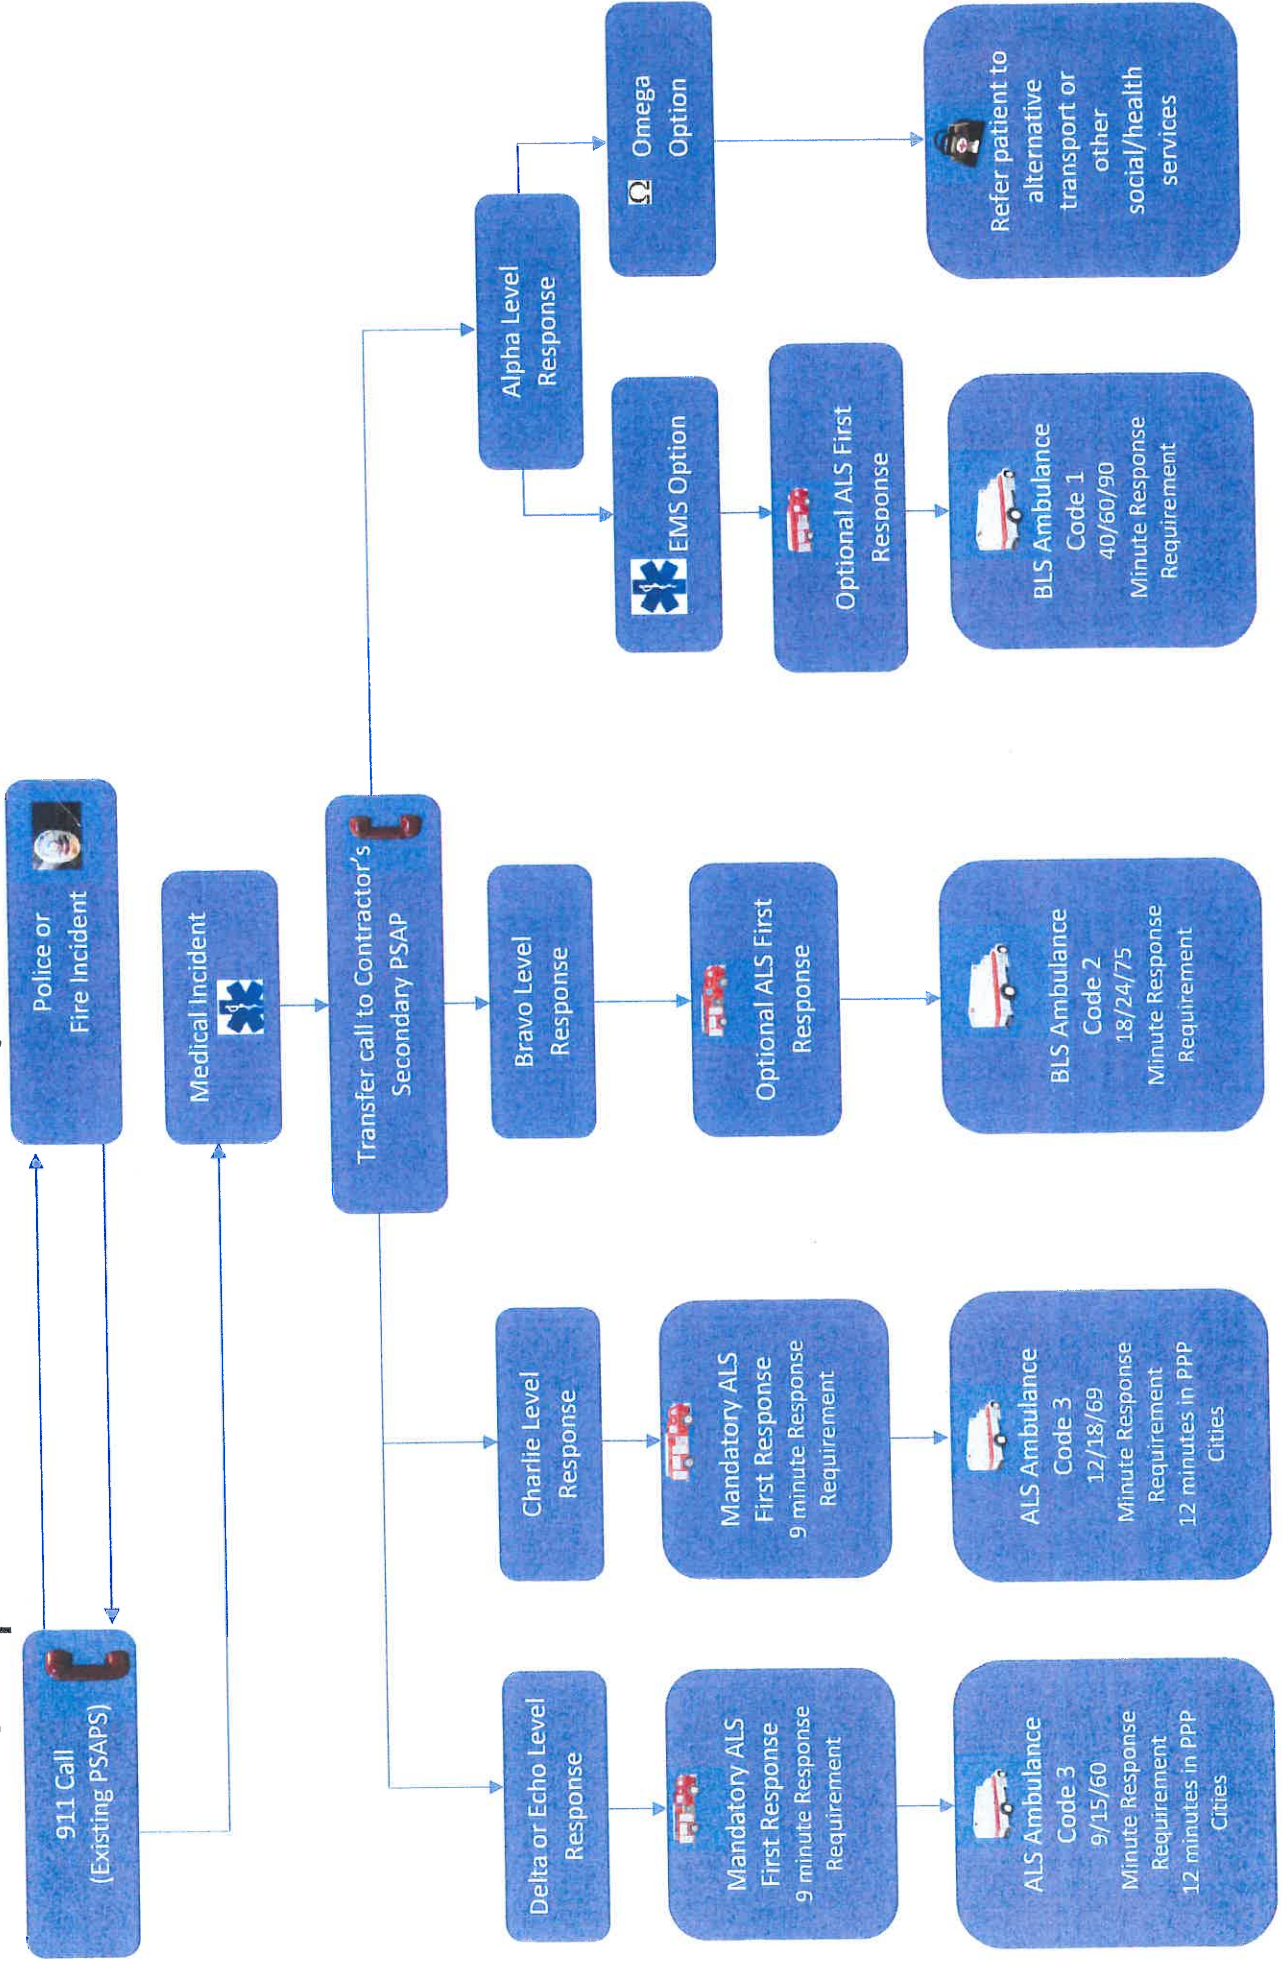 911 Call
(Existing PSAPS)
Police or
Fire Incident
Medical Incident
Transfer call to Contractor's
Secondary PSAP
Delta or Echo Level
Response
Charlie Level
Response
Bravo Level
Response
Alpha Level
Response
Mandatory ALS
First Response
9 minute Response
Requirement
Mandatory ALS
First Response
9 minute Response
Requirement
Optional ALS First
Response
EMS Option
Ω Omega
Option
Optional ALS First
Response
ALS Ambulance
Code 3
9/15/60
Minute Response
Requirement
12 minutes in PPP
Cities
ALS Ambulance
Code 3
12/18/69
Minute Response
Requirement
12 minutes in PPP
Cities
BLS Ambulance
Code 2
18/24/75
Minute Response
Requirement
BLS Ambulance
Code 1
40/60/90
Minute Response
Requirement
Refer patient to
alternative
transport or
other
social/health
services